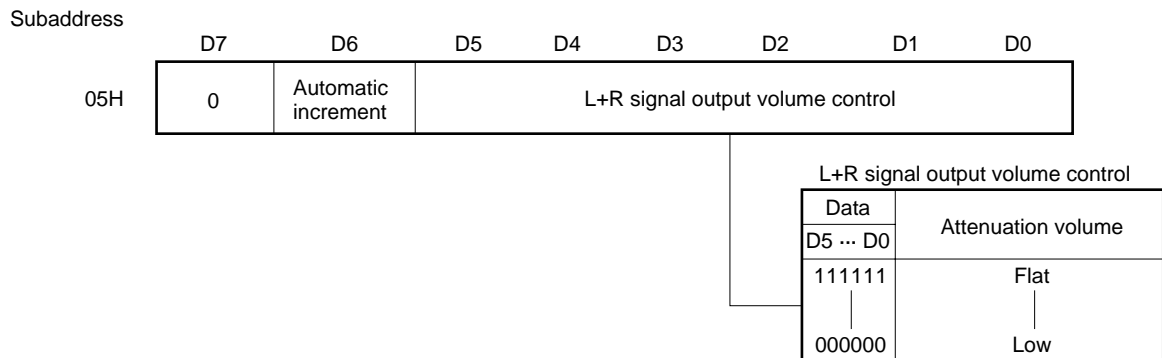 Subaddress
D7 D6 D5 D4 D3 D2 D1 D0
05H 0 Automatic increment L+R signal output volume control
L+R signal output volume control
Data Attenuation volume
D5 ··· D0
111111 Flat
000000 Low